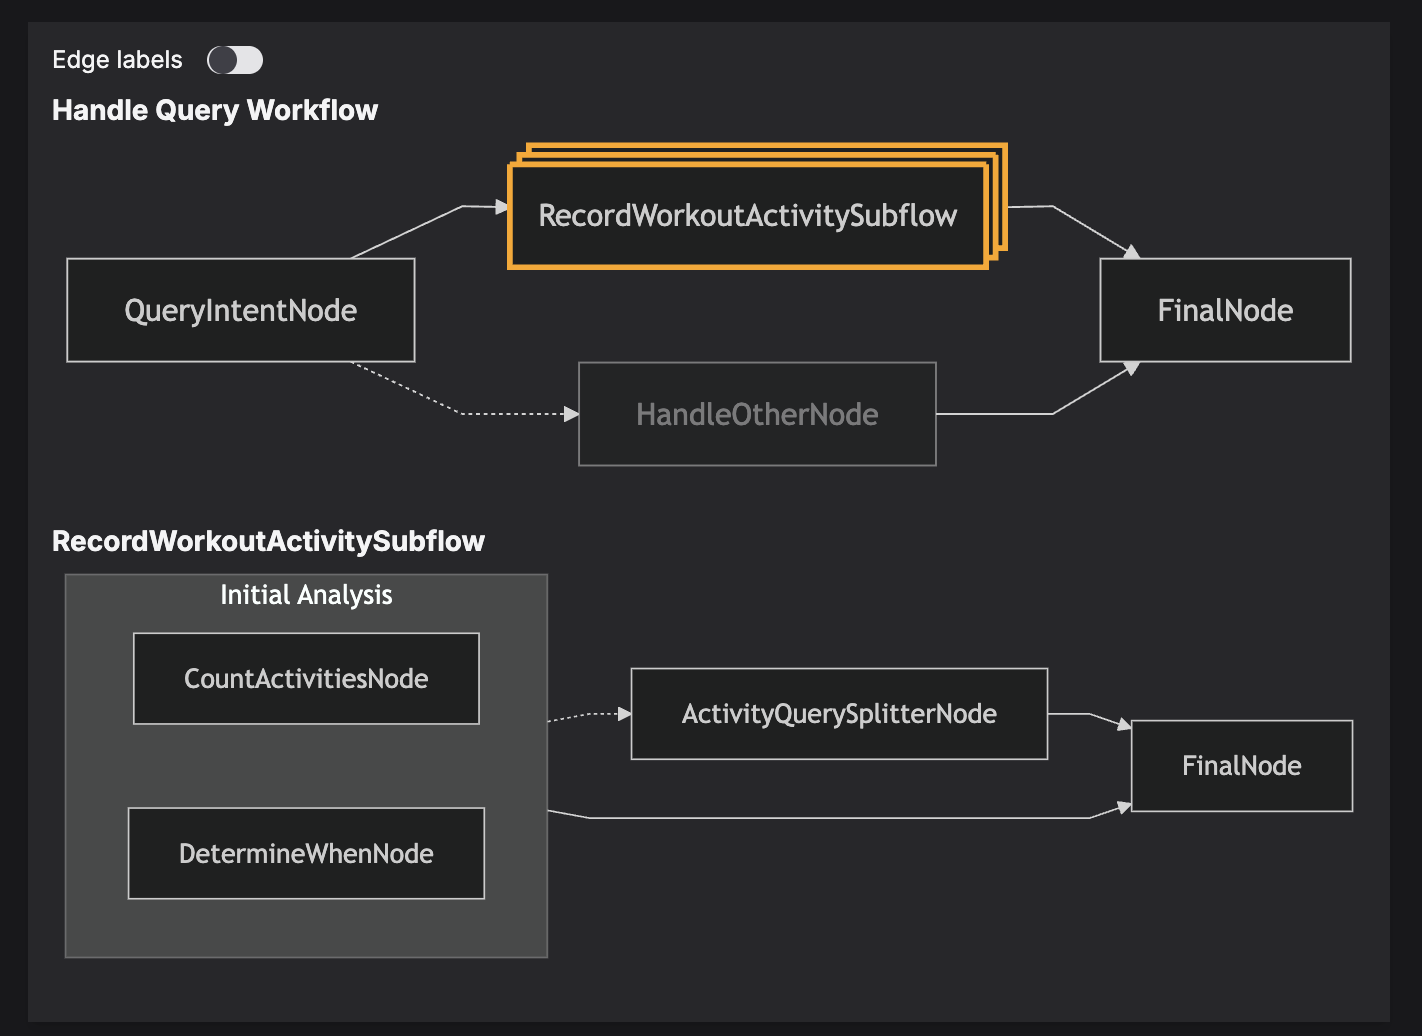 Edge labels
Handle Query Workflow
RecordWorkoutActivitySubflow
QueryIntentNode
FinalNode
HandleOtherNode
RecordWorkoutActivitySubflow
Initial Analysis
CountActivitiesNode
ActivityQuerySplitterNode
FinalNode
DetermineWhenNode